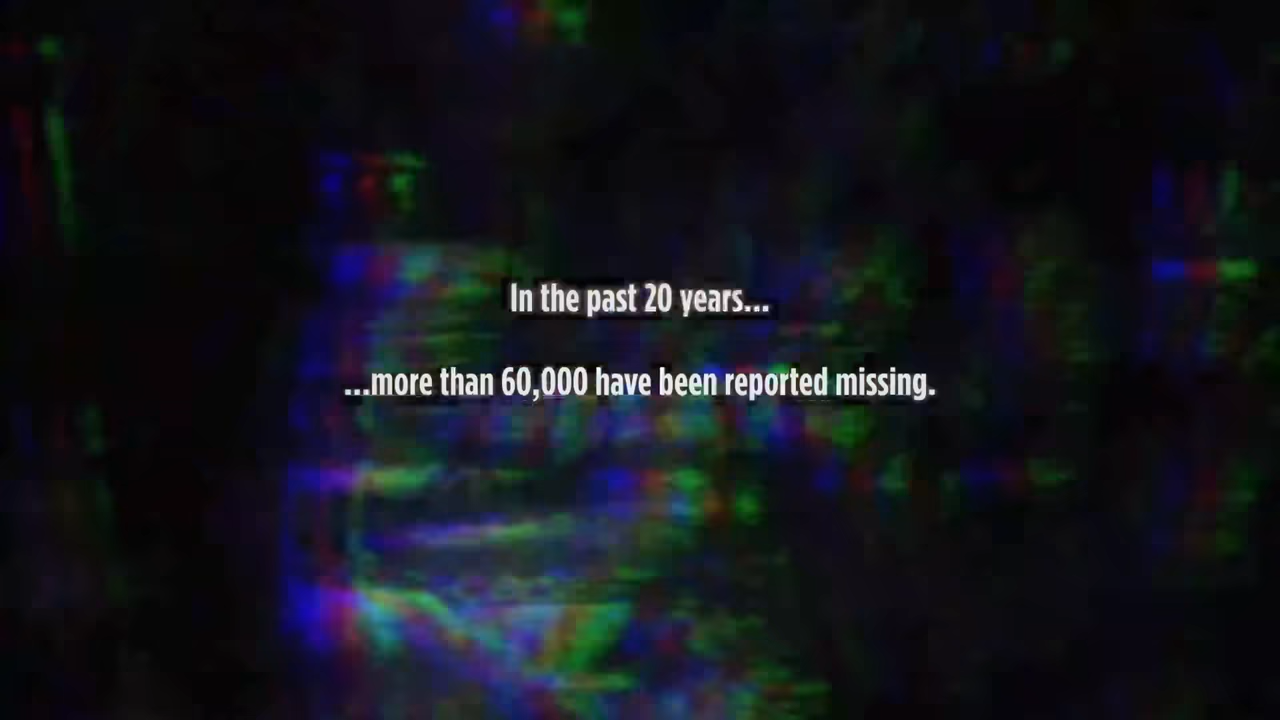 In the past 20 years...
...more than 60,000 have been reported missing.